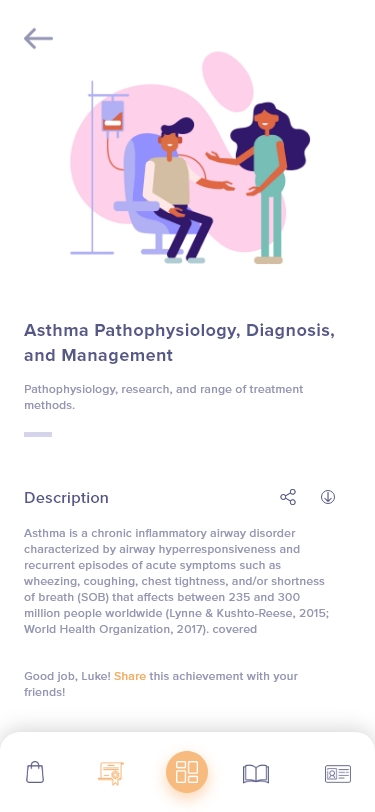 Asthma Pathophysiology, Diagnosis,
and Management
Pathophysiology, research, and range of treatment
methods.
Description
Asthma is a chronic inflammatory airway disorder
characterized by airway hyperresponsiveness and
recurrent episodes of acute symptoms such as
wheezing, coughing, chest tightness, and/or shortness
of breath (SOB) that affects between 235 and 300
million people worldwide (Lynne & Kushto-Reese, 2015;
World Health Organization, 2017). covered
Good job, Luke! Share this achievement with your
friends!